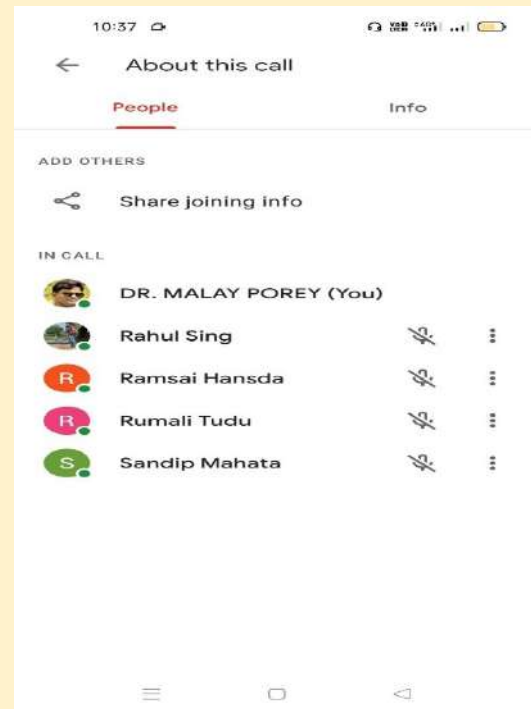 10:37
About this call
People Info
ADD OTHERS
Share joining info
IN CALL
DR. MALAY POREY (You)
Rahul Sing
R Ramsai Hansda
R Rumali Tudu
S Sandip Mahata